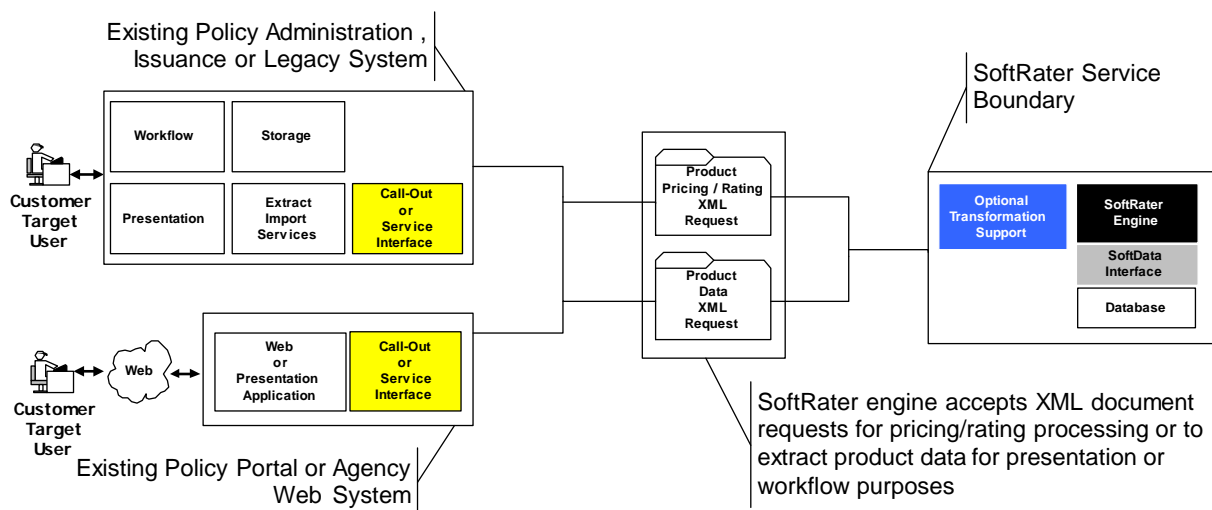 Existing Policy Administration ,
Issuance or Legacy System
Workflow
Storage
Presentation
Extract
Import
Services
Call-Out
or
Service
Interface
Customer
Target
User
Web
Customer
Target
User
Web
or
Presentation
Application
Call-Out
or
Service
Interface
Existing Policy Portal or Agency
Web System
Product
Pricing / Rating
XML
Request
Product
Data
XML
Request
SoftRater Service
Boundary
Optional
Transformation
Support
SoftRater
Engine
SoftData
Interface
Database
SoftRater engine accepts XML document
requests for pricing/rating processing or to
extract product data for presentation or
workflow purposes